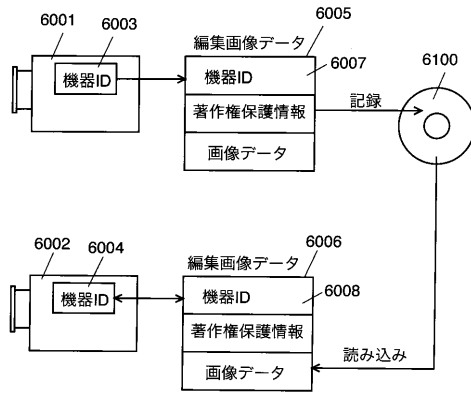 6005
6001 6003
編集画像データ
6007
6100
機器ID
機器ID
著作権保護情報
記録
画像データ
6006
6002 6004
編集画像データ
6008
機器ID
機器ID
著作権保護情報
画像データ
読み込み